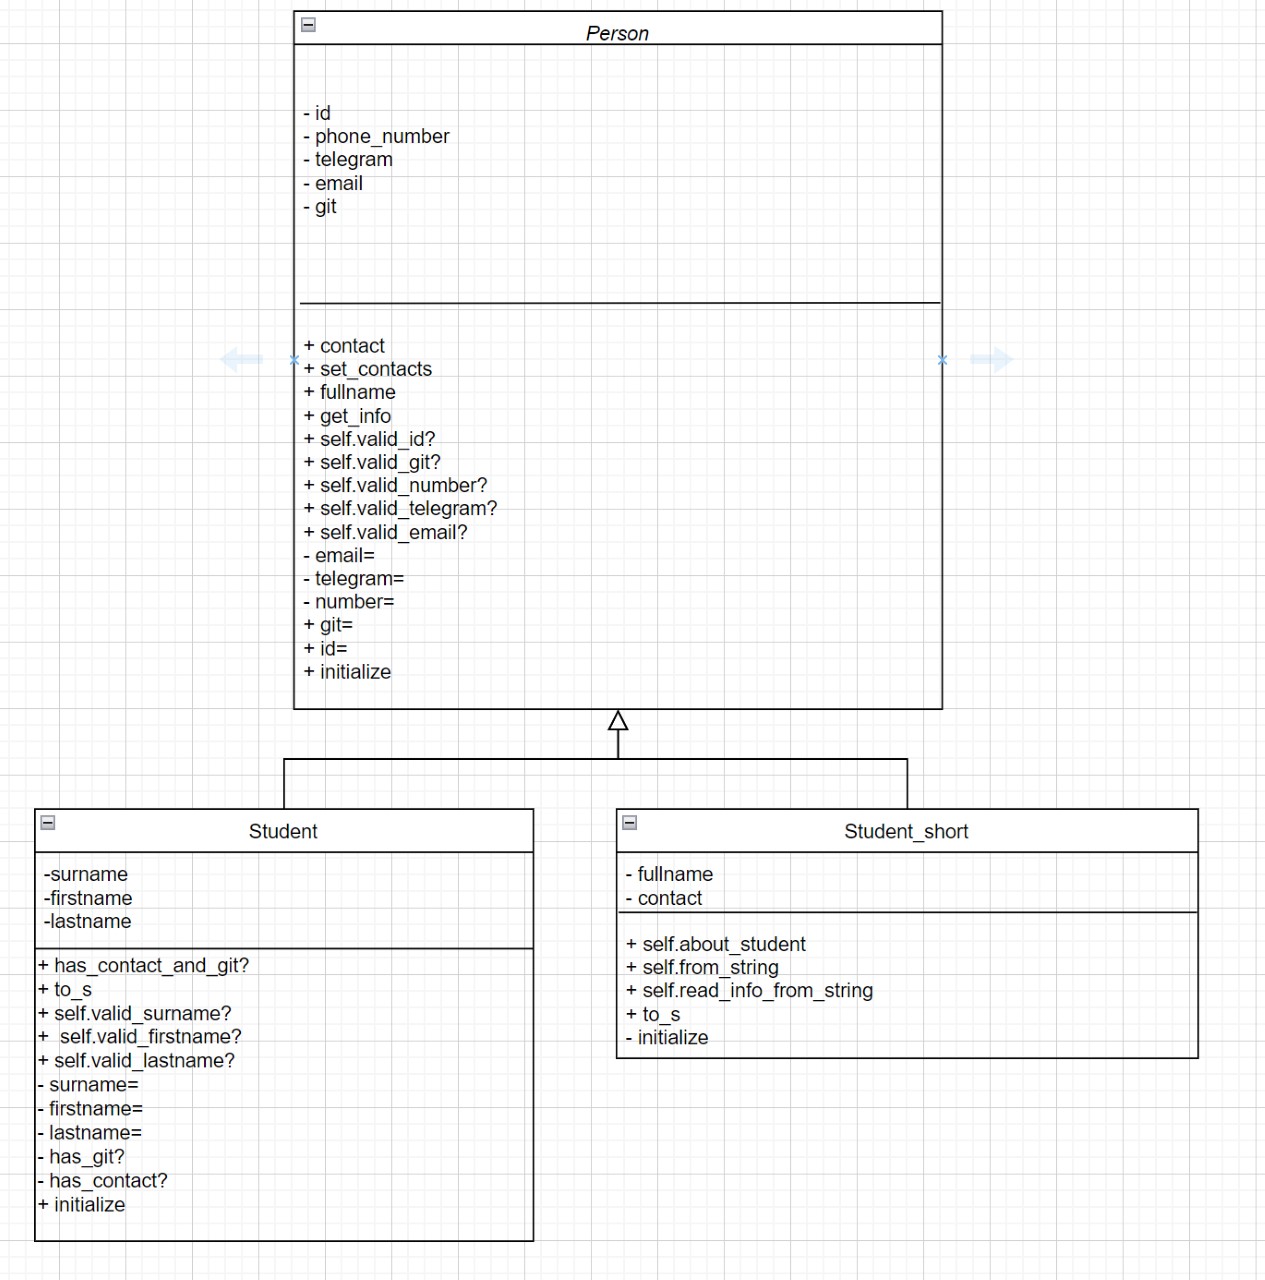 Person
- id
- phone_number
- telegram
- email
- git
+ contact
+ set_contacts
+ fullname
+ get_info
+ self.valid_id?
+ self.valid_git?
+ self.valid_number?
+ self.valid_telegram?
+ self.valid_email?
- email=
- telegram=
- number=
+ git=
+ id=
+ initialize
Student
-surname
-firstname
-lastname
+ has_contact_and_git?
+ to_s
+ self.valid_surname?
+  self.valid_firstname?
+ self.valid_lastname?
- surname=
- firstname=
- lastname=
- has_git?
- has_contact?
+ initialize
Student_short
- fullname
- contact
+ self.about_student
+ self.from_string
+ self.read_info_from_string
+ to_s
- initialize